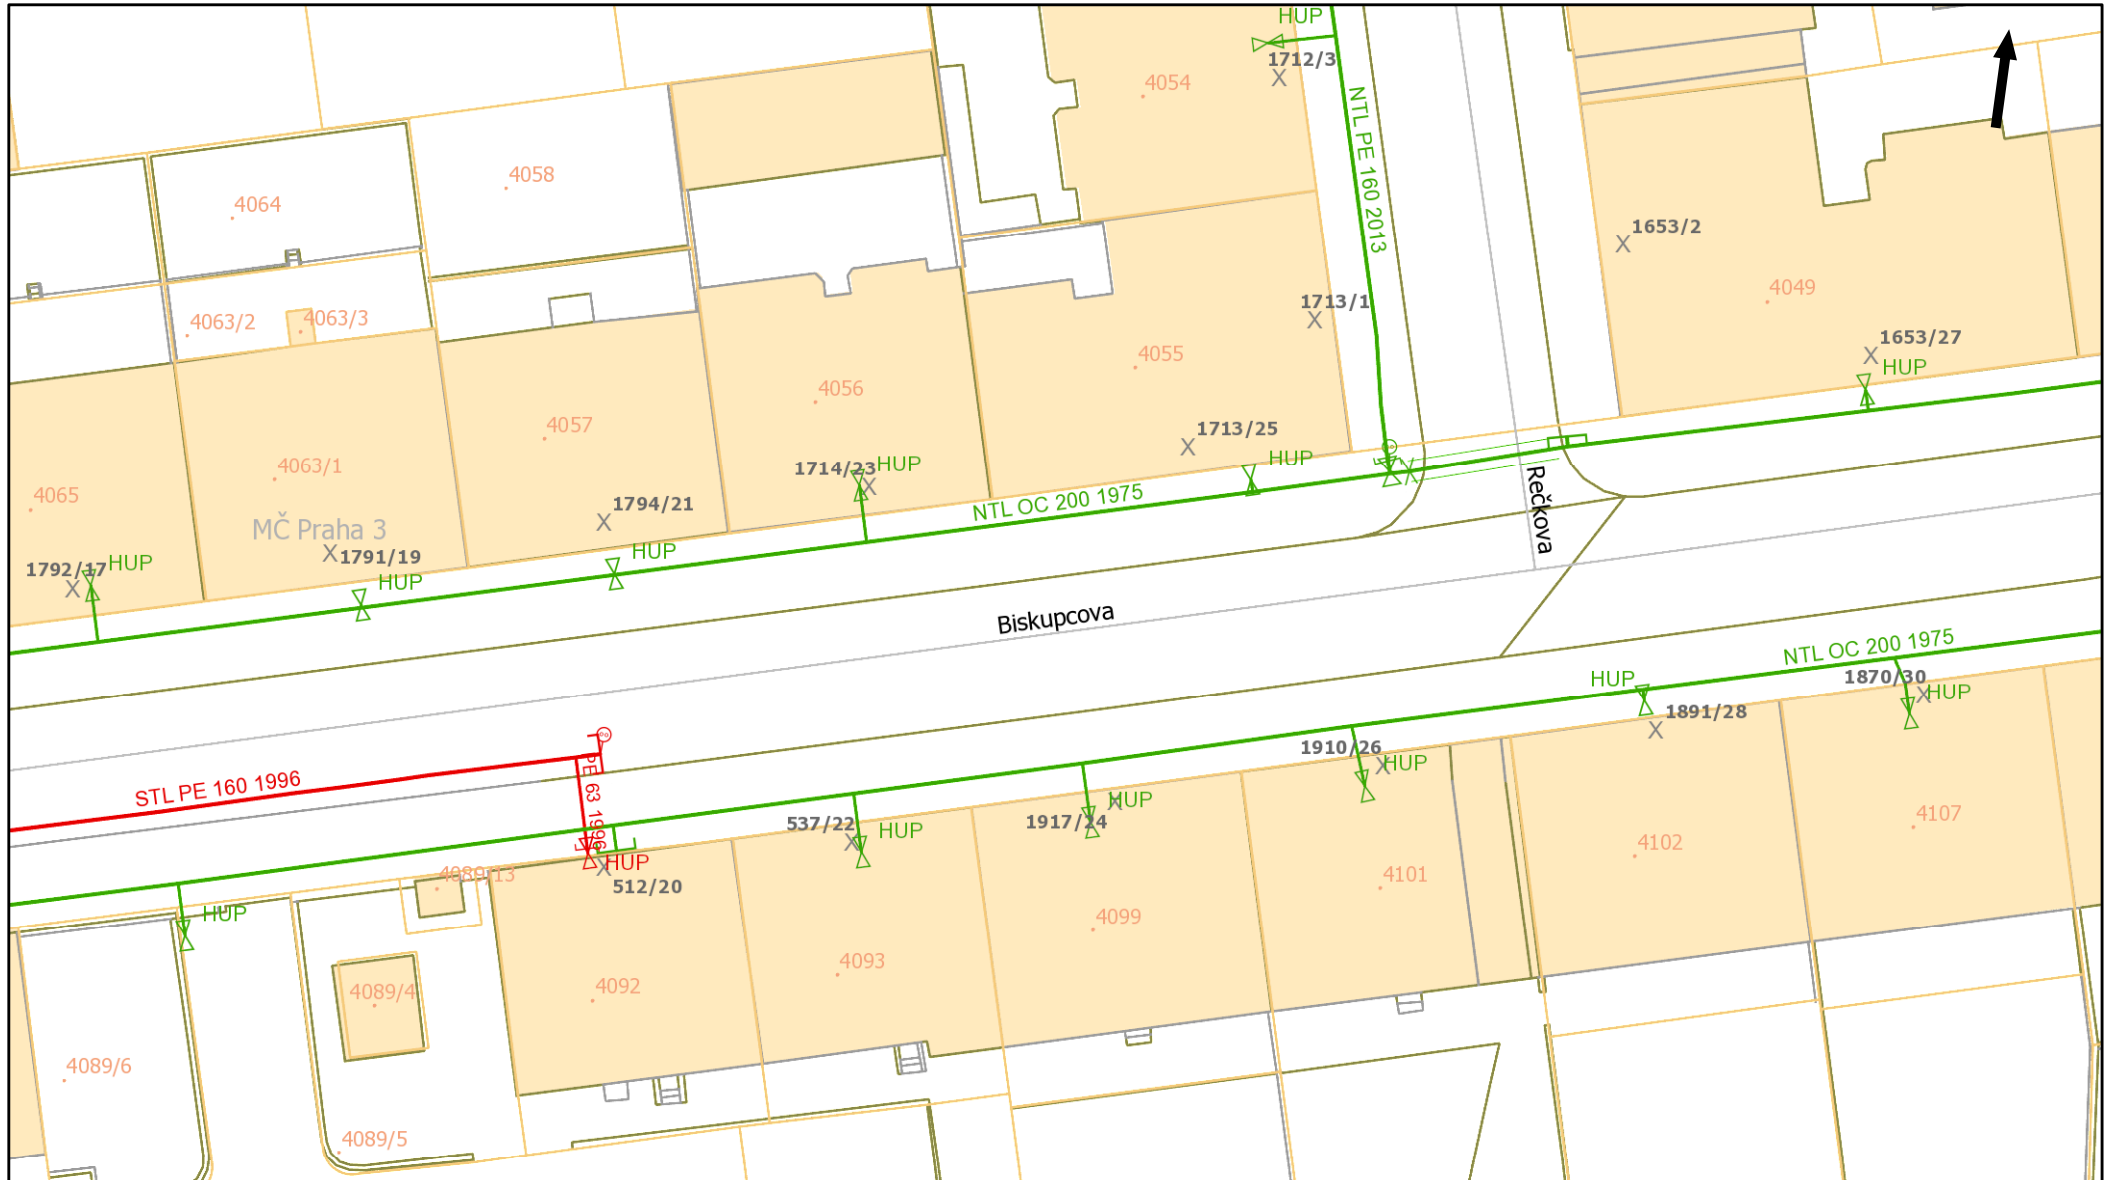 HUP
1712/3
4054
4058
NTL PE 160 2013
4064
1653/2
4049
1713/1
4063/2
4063/3
1653/27
HUP
4055
4056
4057
1713/25
HUP
4063/1
1714/23
HUP
4065
NTL OC 200 1975
1794/21
Rečkova
MČ Praha 3
HUP
1791/19
HUP
1792/17
HUP
Biskupcova
NTL OC 200 1975
1870/30
HUP
HUP
1891/28
1910/26
HUP
STL PE 160 1996
PE 63 1996
HUP
1917/24
537/22
HUP
4107
4102
HUP
512/20
4089/13
4101
HUP
4099
4093
4092
4089/4
4089/6
4089/5